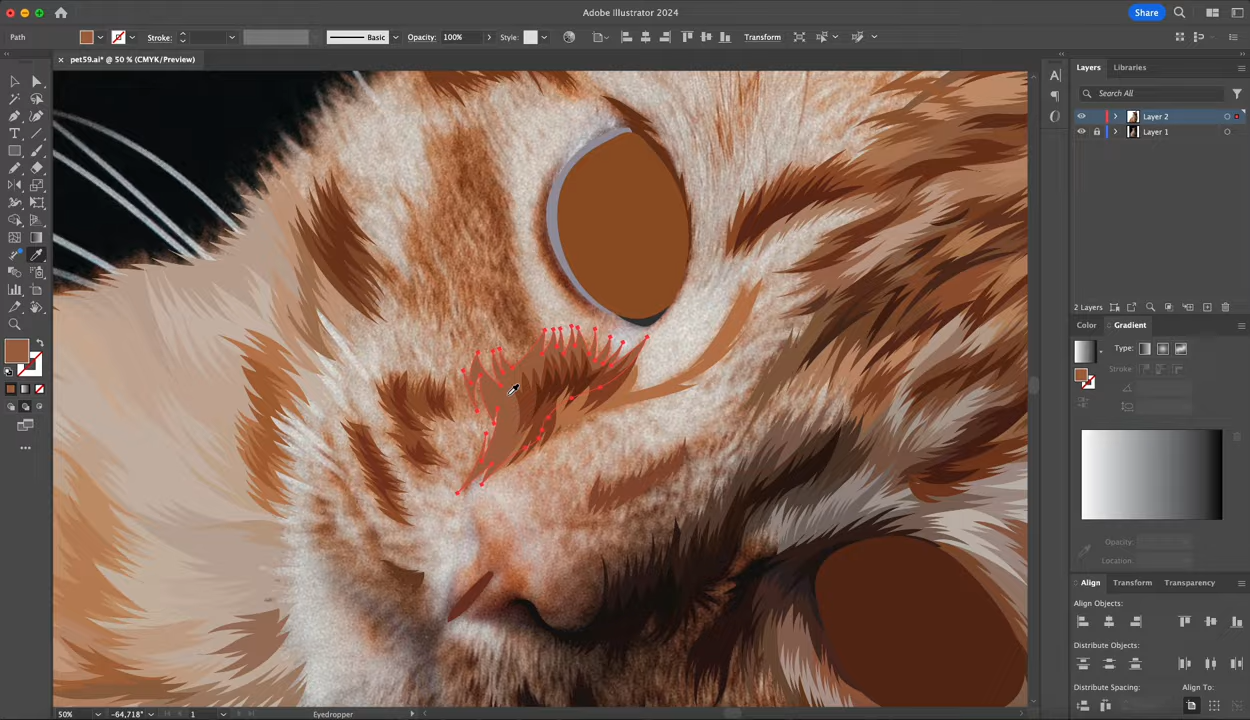 Adobe Illustrator 2024
Share
Path
Stroke:
Basic
Opacity:
100%
Style:
Transform
pet59.ai* @ 50 % (CMYK/Preview)
Layers
Libraries
Search All
Layer 2
Layer 1
2 Layers
Color
Gradient
Type:
Stroke:
Opacity:
Location:
Align
Transform
Transparency
Align Objects:
Distribute Objects:
Distribute Spacing:
Align To:
50%
-64,718°
1
Eyedropper